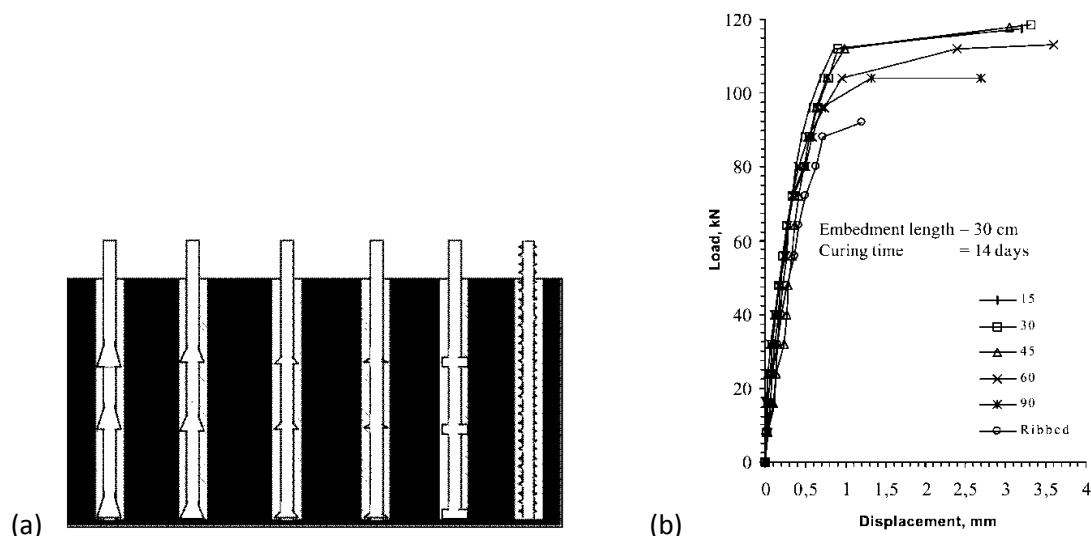 (a)
(b)
Load, kN
120
100
80
60
40
20
0
Embedment length – 30 cm
Curing time = 14 days
15
30
45
60
90
Ribbed
0 0,5 1 1,5 2 2,5 3 3,5 4
Displacement, mm